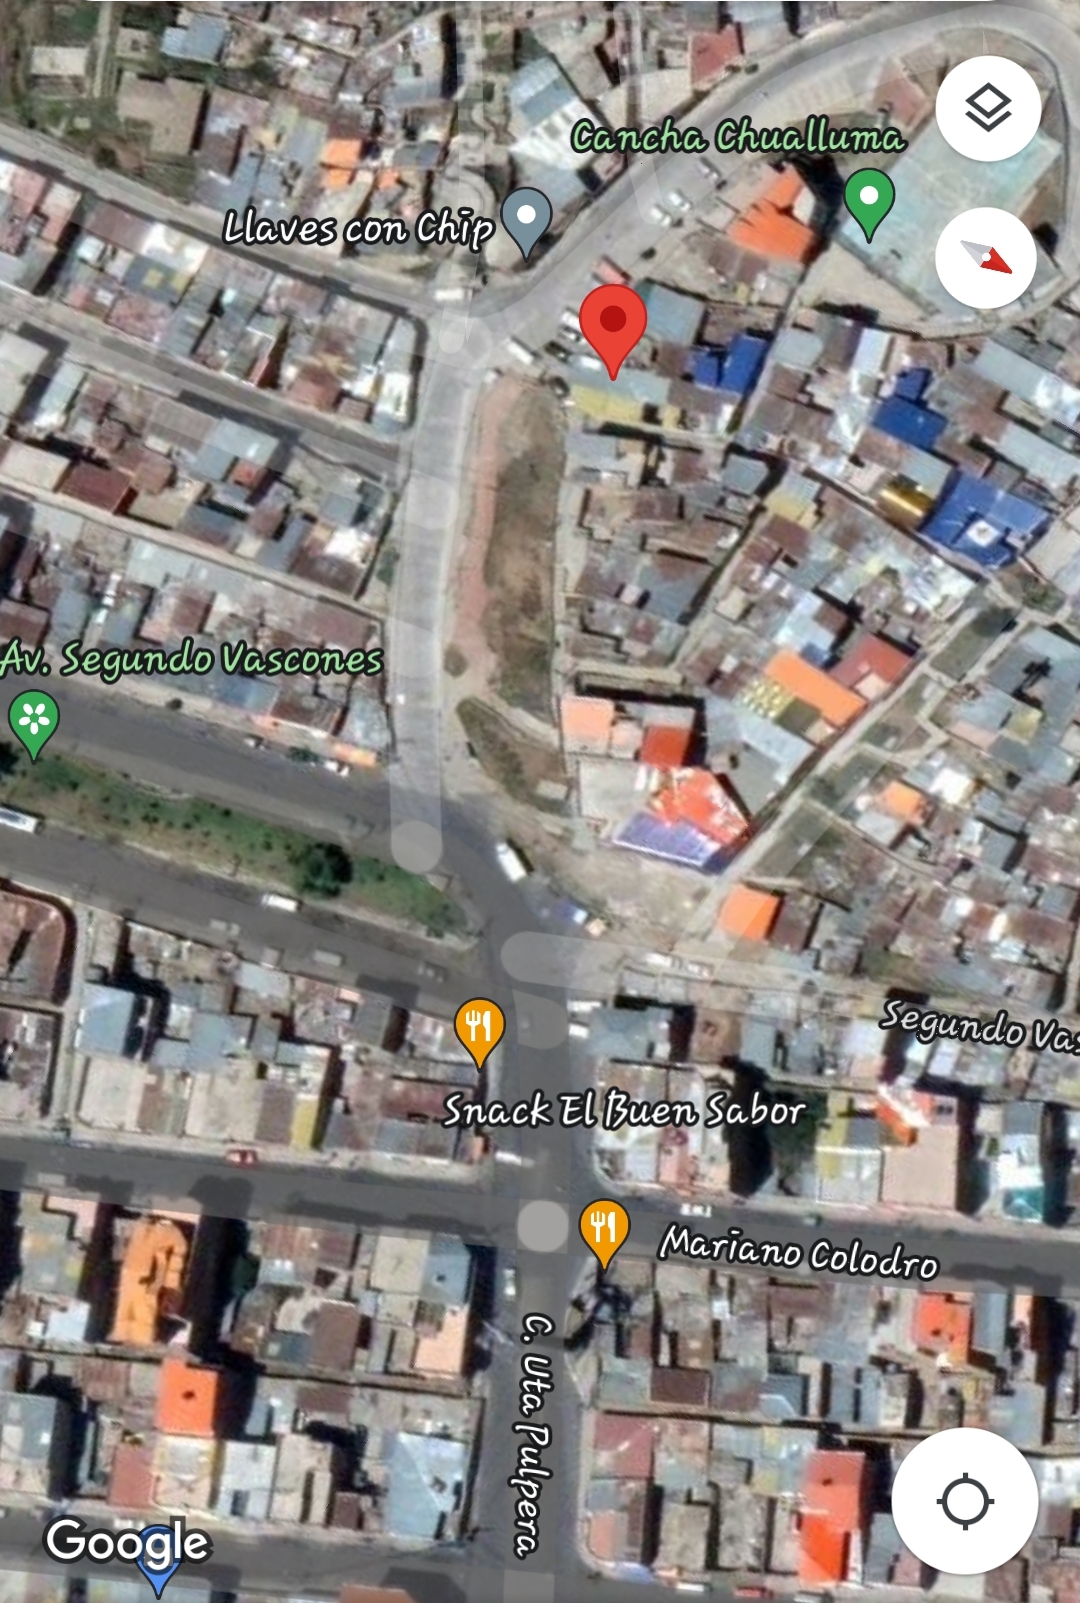 Cancha Chualluma
Llaves con Chip
Av. Segundo Vascones
Segundo Vas
Snack El Buen Sabor
Mariano Colodro
C. Uta Pulpera
Google